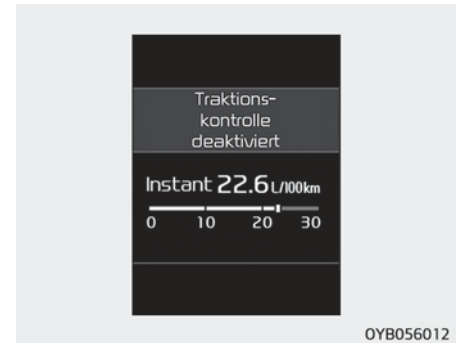 Traktions-
kontrolle
deaktiviert
Instant 22.6 L/100km
0 10 20 30
OYB056012